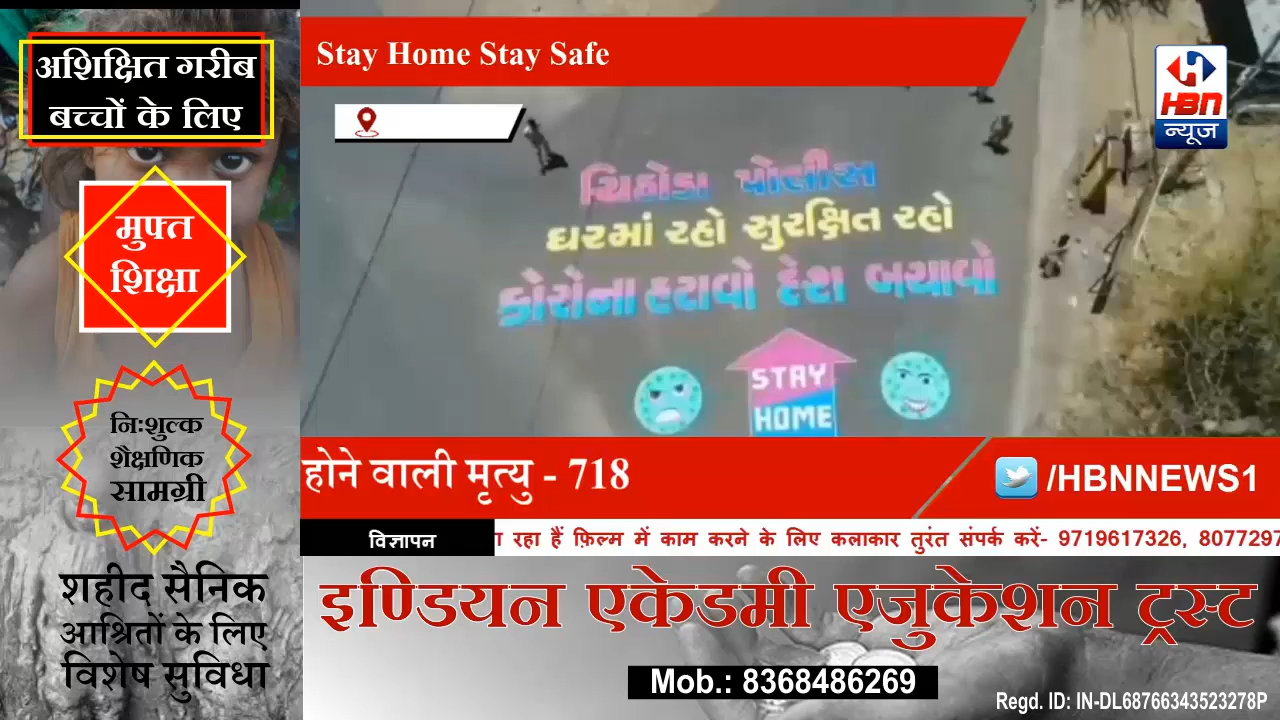 अशिक्षित गरीब
बच्चों के लिए
मुफ्त
शिक्षा
निःशुल्क
शैक्षणिक
सामग्री
शहीद सैनिक
आश्रितों के लिए
विशेष सुविधा
Stay Home Stay Safe
HBN
न्यूज
ચિઠોડા પોલીસ
ઘરમાં રહો સુરક્ષિત રહો
કોરોના હરાવો દેશ બચાવો
STAY
HOME
होने वाली मृत्यु - 718
/HBNNEWS1
विज्ञापन
रहा हैं फ़िल्म में काम करने के लिए कलाकार तुरंत संपर्क करें- 9719617326, 8077297
इण्डियन एकेडमी एजुकेशन ट्रस्ट
Mob.: 8368486269
Regd. ID: IN-DL68766343523278P